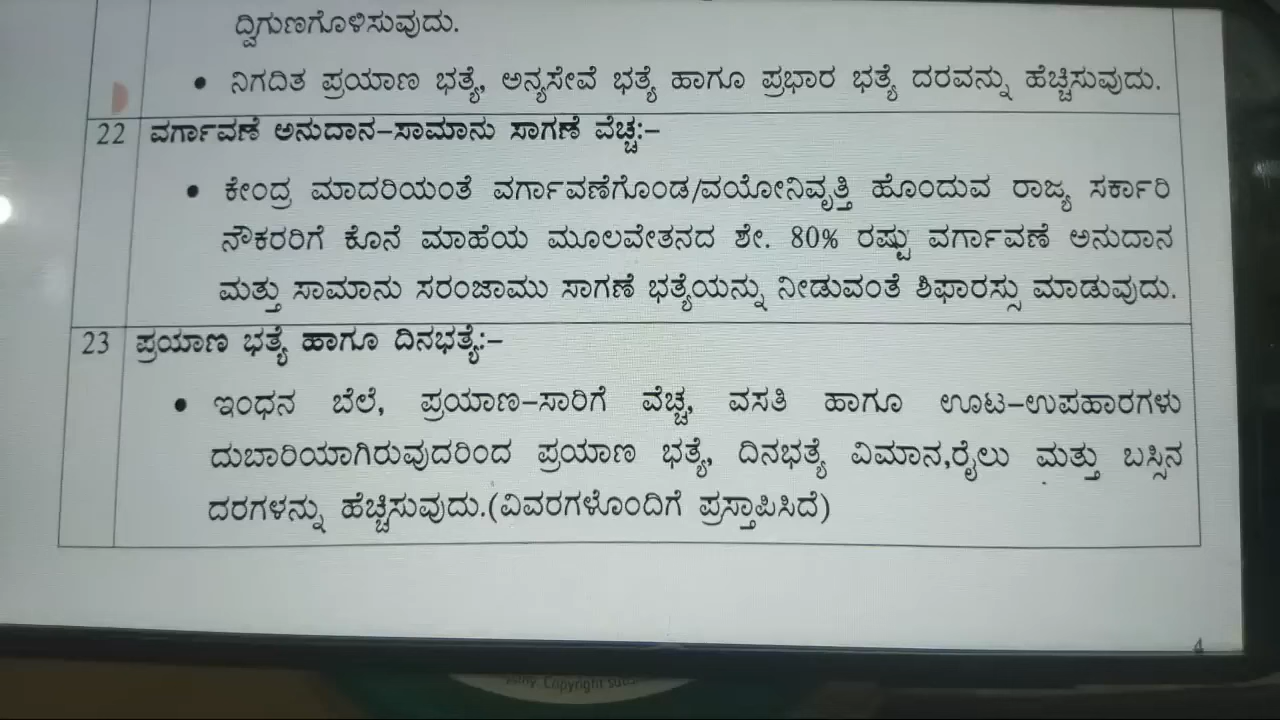 ದ್ವಿಗುಣಗೊಳಿಸುವುದು.
• ನಿಗದಿತ ಪ್ರಯಾಣ ಭತ್ಯೆ, ಅನ್ಯಸೇವೆ ಭತ್ಯೆ ಹಾಗೂ ಪ್ರಭಾರ ಭತ್ಯೆ ದರವನ್ನು ಹೆಚ್ಚಿಸುವುದು.
22 ವರ್ಗಾವಣೆ ಅನುದಾನ-ಸಾಮಾನು ಸಾಗಣೆ ವೆಚ್ಚ:-
• ಕೇಂದ್ರ ಮಾದರಿಯಂತೆ ವರ್ಗಾವಣೆಗೊಂಡ/ವಯೋನಿವೃತ್ತಿ ಹೊಂದುವ ರಾಜ್ಯ ಸರ್ಕಾರಿ
ನೌಕರರಿಗೆ ಕೊನೆ ಮಾಹೆಯ ಮೂಲವೇತನದ ಶೇ. 80% ರಷ್ಟು ವರ್ಗಾವಣೆ ಅನುದಾನ
ಮತ್ತು ಸಾಮಾನು ಸರಂಜಾಮು ಸಾಗಣೆ ಭತ್ಯೆಯನ್ನು ನೀಡುವಂತೆ ಶಿಫಾರಸ್ಸು ಮಾಡುವುದು.
23 ಪ್ರಯಾಣ ಭತ್ಯೆ ಹಾಗೂ ದಿನಭತ್ಯೆ:-
• ಇಂಧನ ಬೆಲೆ, ಪ್ರಯಾಣ-ಸಾರಿಗೆ ವೆಚ್ಚ, ವಸತಿ ಹಾಗೂ ಊಟ-ಉಪಹಾರಗಳು
ದುಬಾರಿಯಾಗಿರುವುದರಿಂದ ಪ್ರಯಾಣ ಭತ್ಯೆ, ದಿನಭತ್ಯೆ ವಿಮಾನ,ರೈಲು ಮತ್ತು ಬಸ್ಸಿನ
ದರಗಳನ್ನು ಹೆಚ್ಚಿಸುವುದು.(ವಿವರಗಳೊಂದಿಗೆ ಪ್ರಸ್ತಾಪಿಸಿದೆ)
4
Copyright